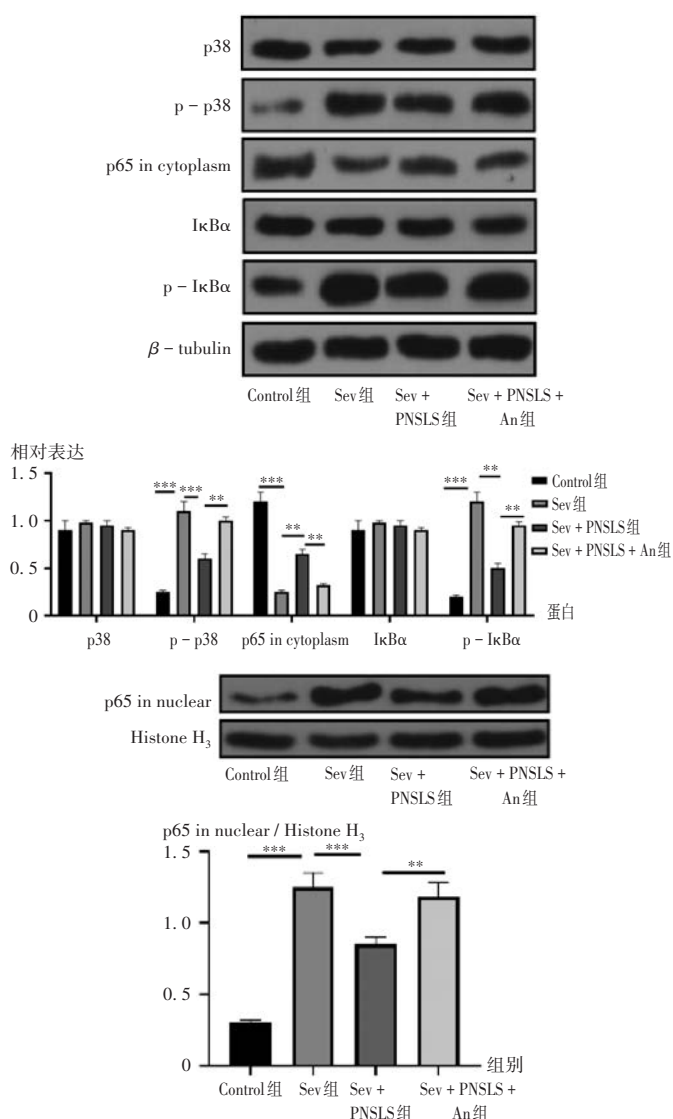 p38
p - p38
p65 in cytoplasm
IκBα
p - IκBα
β - tubulin
Control组 Sev组 Sev + PNSLS + Sev +
PNSLS组 An组
相对表达
1.5
1.0
0.5
0
*** *** ** *** ** ** *** ** **
Control组
Sev组
Sev + PNSLS组
Sev + PNSLS + An组
蛋白
p38 p - p38 p65 in cytoplasm IκBα p - IκBα
p65 in nuclear
Histone H₃
Control组 Sev组 Sev + Sev + PNSLS +
PNSLS组 An组
p65 in nuclear / Histone H₃
1.5
1.0
0.5
0
*** *** **
组别
Control组 Sev组 Sev + Sev + PNSLS +
PNSLS组 An组